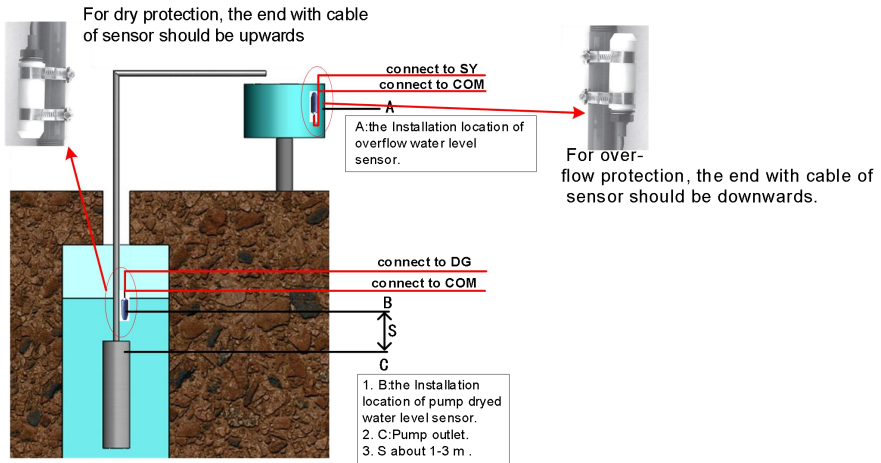 For dry protection, the end with cable
of sensor should be upwards
connect to SY
connect to COM
A
A:the Installation location of
overflow water level
sensor.
For over-
flow protection, the end with cable of
sensor should be downwards.
connect to DG
connect to COM
B
S
C
1. B:the Installation
location of pump dryed
water level sensor.
2. C:Pump outlet.
3. S about 1-3 m .